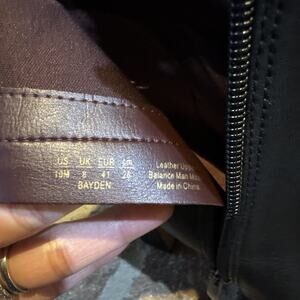 US UK EUR cm
10M 8 41 26
BAYDEN
Leather Upper
Balance Man Made
Made in China